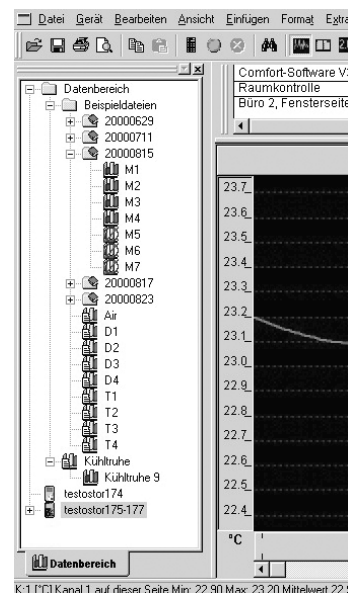 Datei Gerät Bearbeiten Ansicht Einfügen Format Extra
Comfort-Software V
Raumkontrolle
Büro 2, Fensterseite
Datenbereich
Beispieldateien
20000629
20000711
20000815
M1
M2
M3
M4
M5
M6
M7
20000817
20000823
Air
D1
D2
D3
D4
T1
T2
T3
T4
Kühltruhe
Kühltruhe 9
testostor174
testostor175-177
Datenbereich
23.7
23.6
23.5
23.4
23.3
23.2
23.1
23.0
22.9
22.8
22.7
22.6
22.5
22.4
°C
K:1 [°C] Kanal 1 auf dieser Seite Min: 22.90 Max: 23.20 Mittelwert 22.